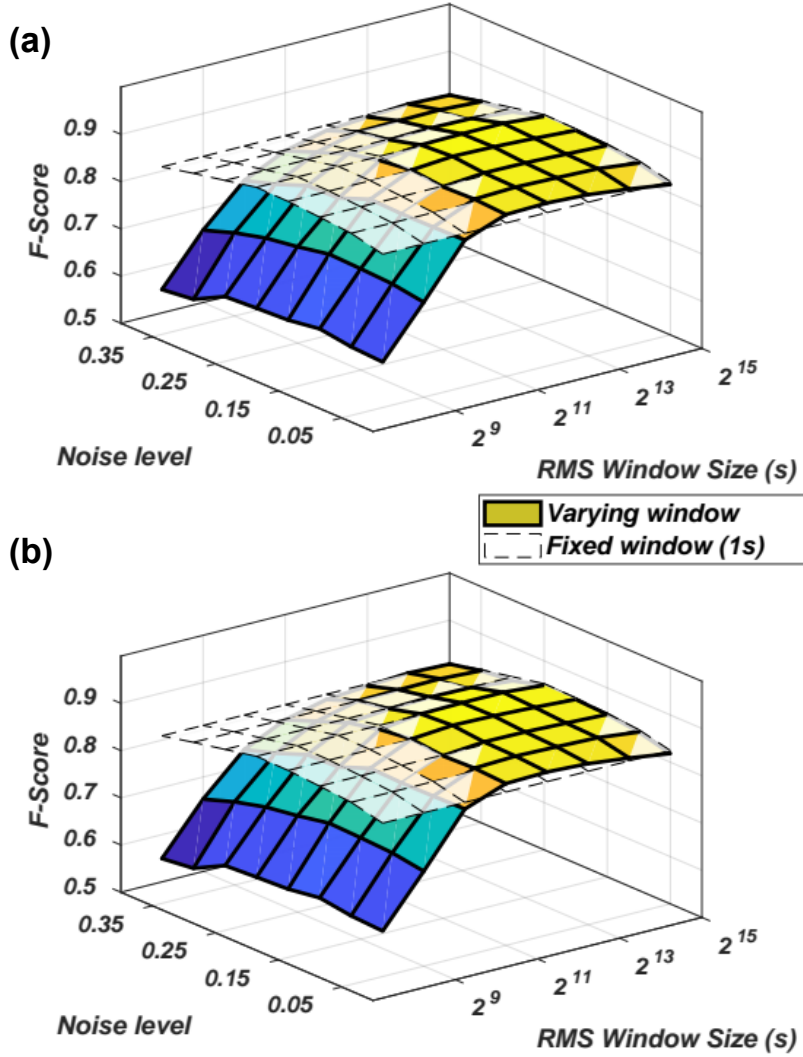 (a)
0.9
0.8
0.7
0.6
0.5
F-Score
0.35
0.25
0.15
0.05
Noise level
2^9
2^11
2^13
2^15
RMS Window Size (s)
Varying window
Fixed window (1s)
(b)
0.9
0.8
0.7
0.6
0.5
F-Score
0.35
0.25
0.15
0.05
Noise level
2^9
2^11
2^13
2^15
RMS Window Size (s)